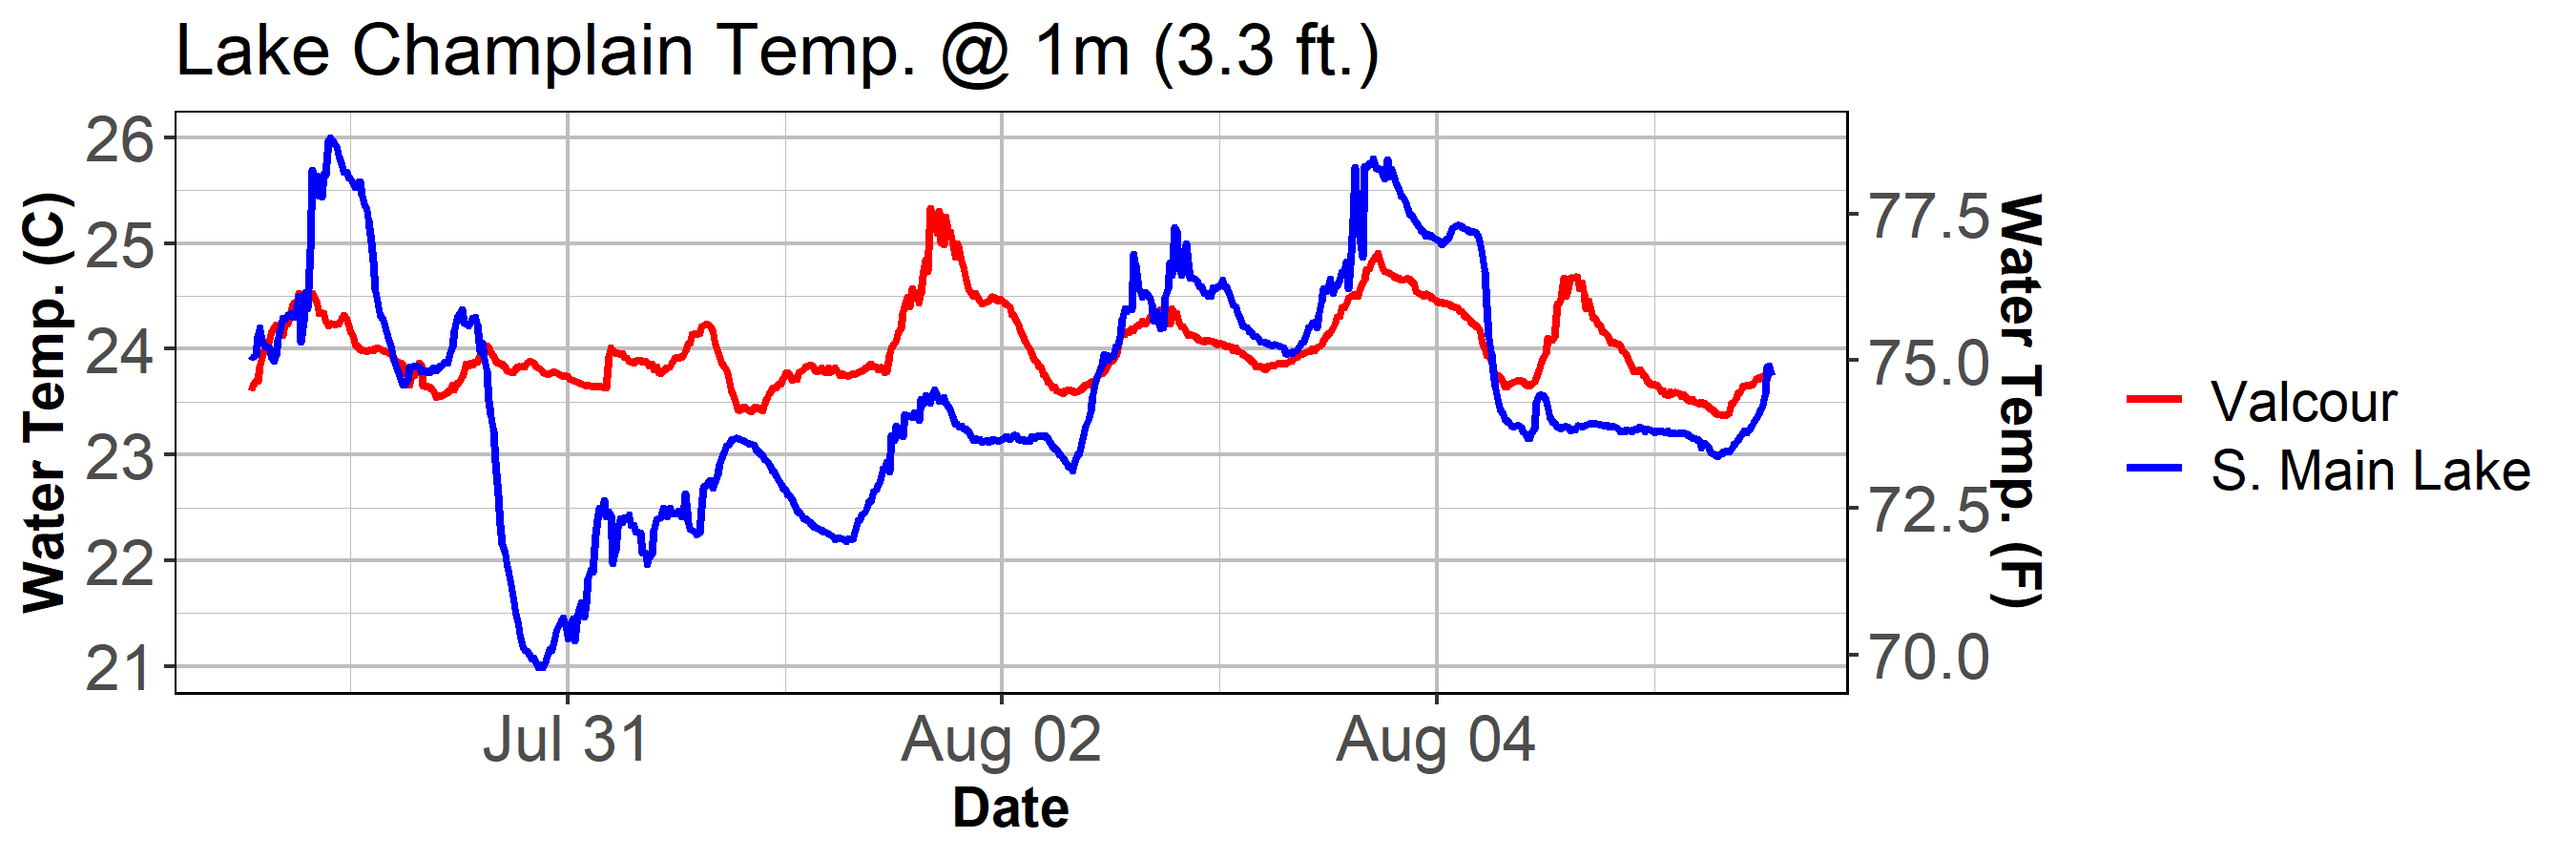 Lake Champlain Temp. @ 1m (3.3 ft.)
Water Temp. (C)
26
25
24
23
22
21
77.5
75.0
72.5
70.0
Water Temp. (F)
Jul 31
Aug 02
Aug 04
Date
Valcour
S. Main Lake